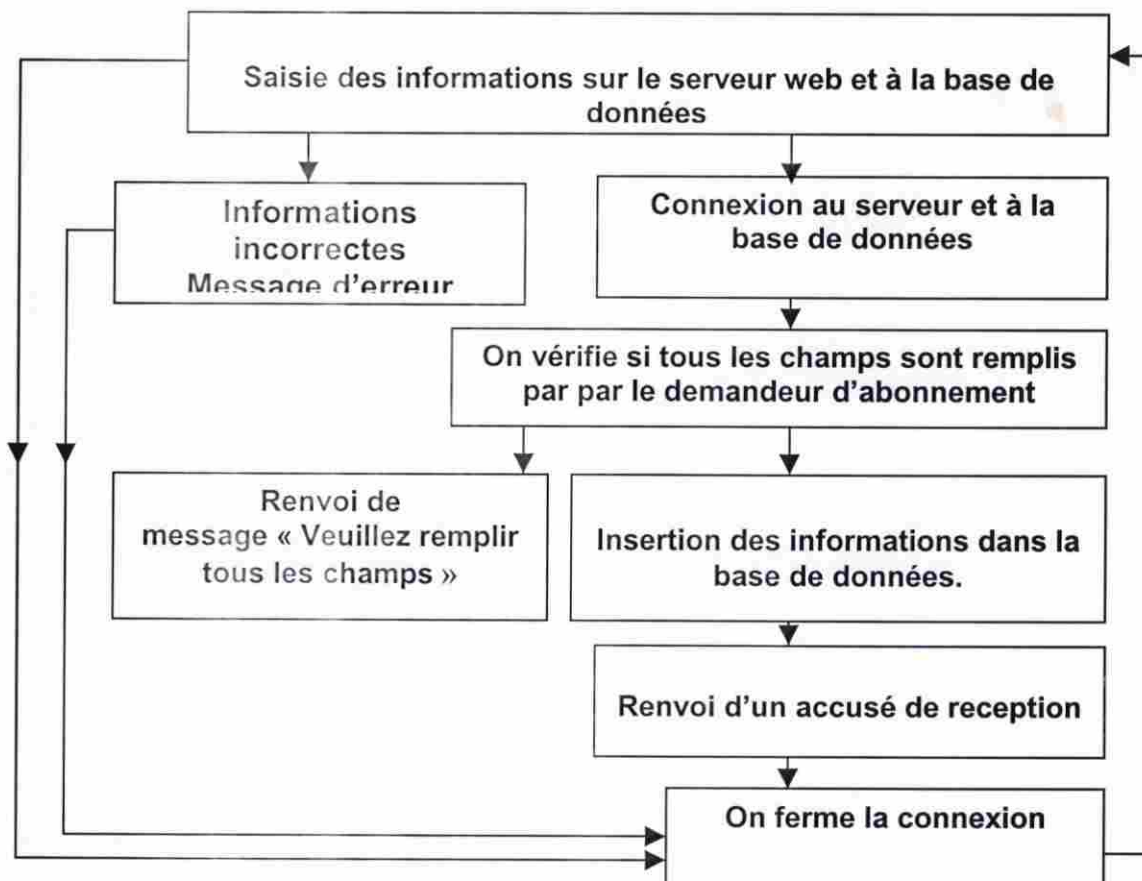 Saisie des informations sur le serveur web et à la base de
données
Informations
incorrectes
Message d'erreur
Connexion au serveur et à la
base de données
On vérifie si tous les champs sont remplis
par par le demandeur d'abonnement
Renvoi de
message « Veuillez remplir
tous les champs »
Insertion des informations dans la
base de données.
Renvoi d'un accusé de reception
On ferme la connexion